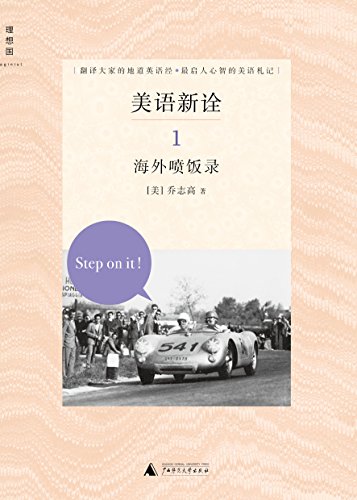 理想国
imaginist
翻译大家的地道英语经·最启人心智的美语札记
美语新诠
1
海外喷饭录
[美]乔志高 著
Step on it!
541
广西师范大学出版社